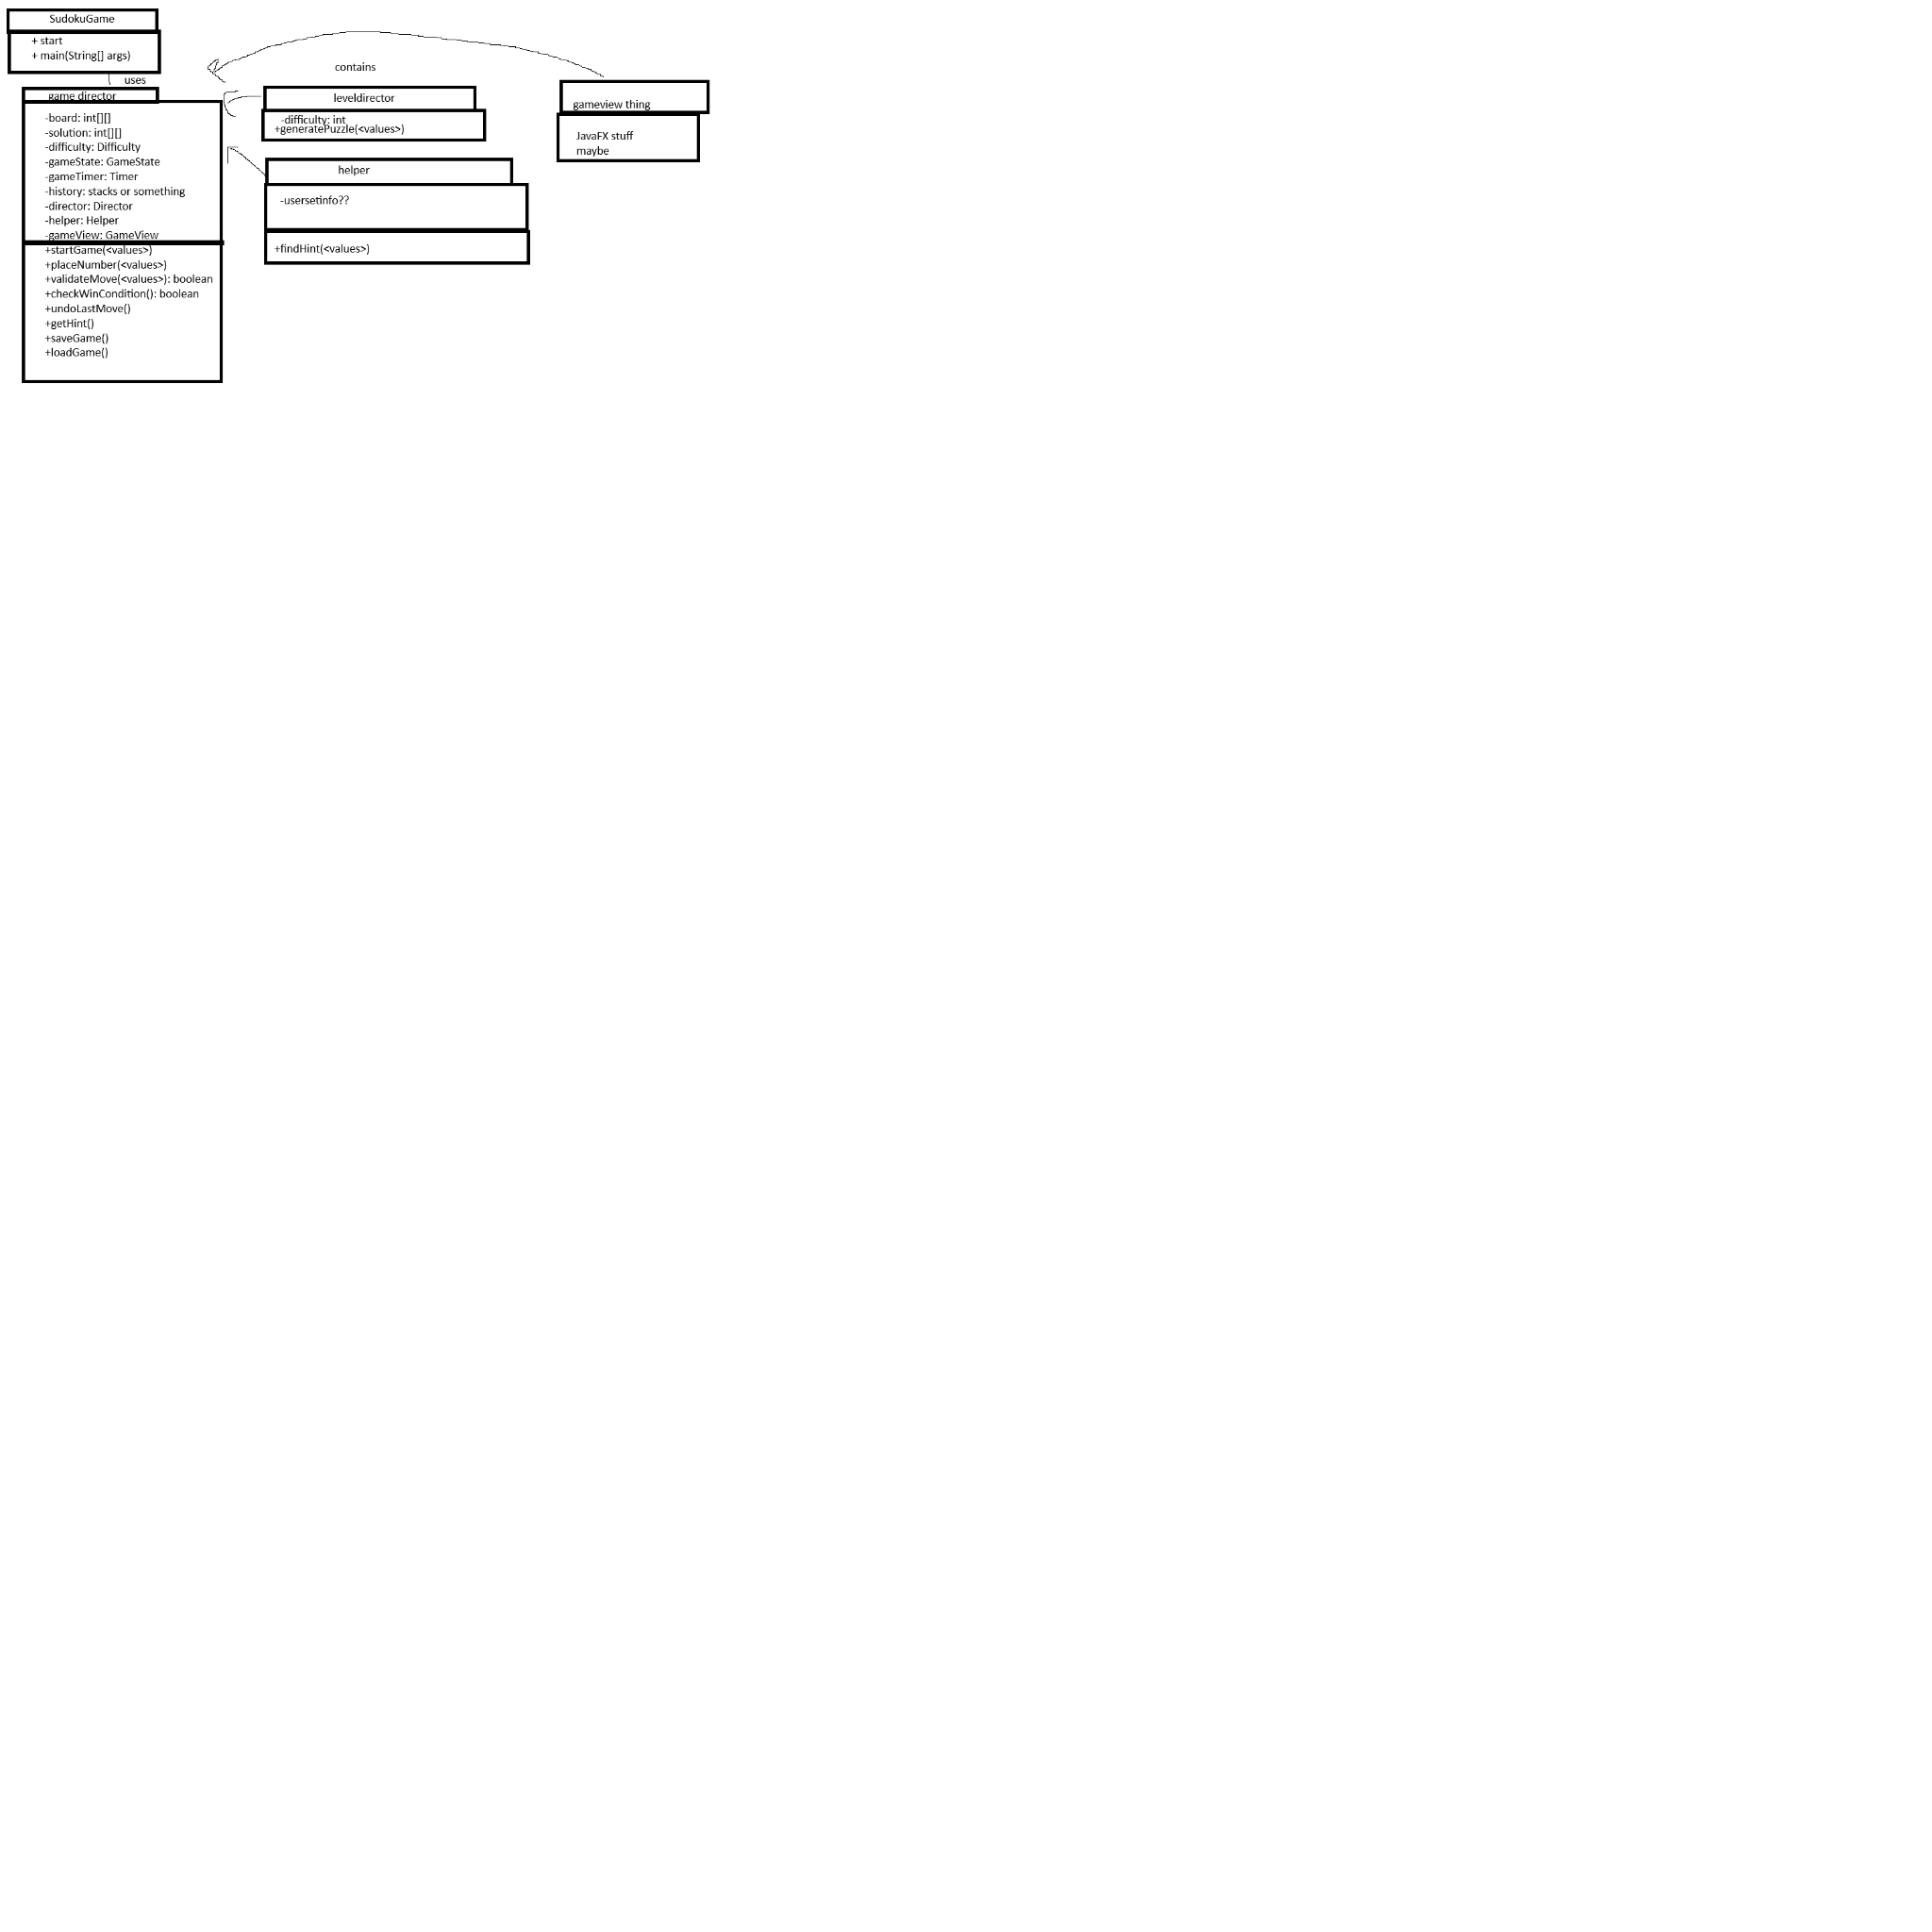 SudokuGame
+ start
+ main(String[] args)
uses
game director
-board: int[][]
-solution: int[][]
-difficulty: Difficulty
-gameState: GameState
-gameTimer: Timer
-history: stacks or something
-director: Director
-helper: Helper
-gameView: GameView
+startGame(<values>)
+placeNumber(<values>)
+validateMove(<values>): boolean
+checkWinCondition(): boolean
+undoLastMove()
+getHint()
+saveGame()
+loadGame()
contains
leveldirector
-difficulty: int
+generatePuzzle(<values>)
helper
-usersetinfo??
+findHint(<values>)
gameview thing
JavaFX stuff
maybe